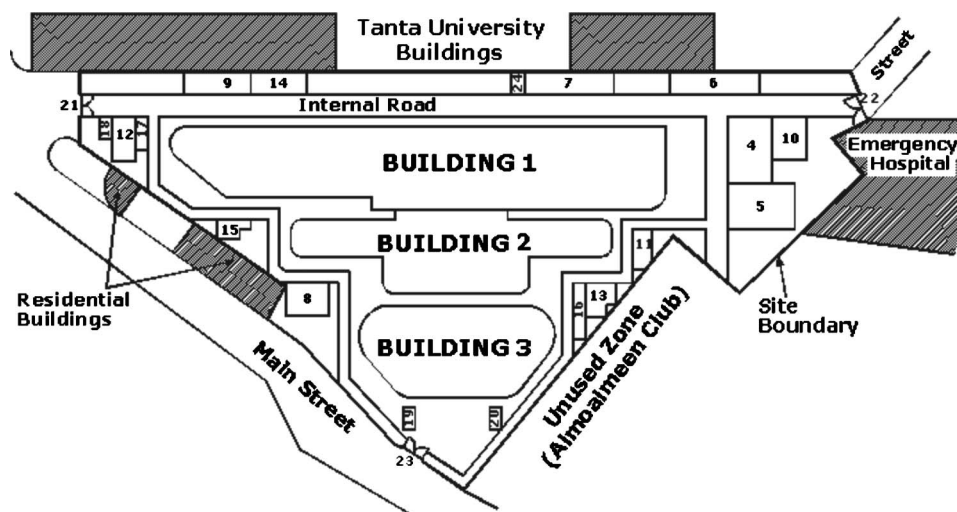 Tanta University
Buildings
Street
9
14
24
7
6
21
Internal Road
22
18
12
17
BUILDING 1
4
10
Emergency
Hospital
5
15
BUILDING 2
11
Residential
Buildings
8
16
13
Site
Boundary
BUILDING 3
Main Street
Unused Zone
(Almoalmeen Club)
19
20
23